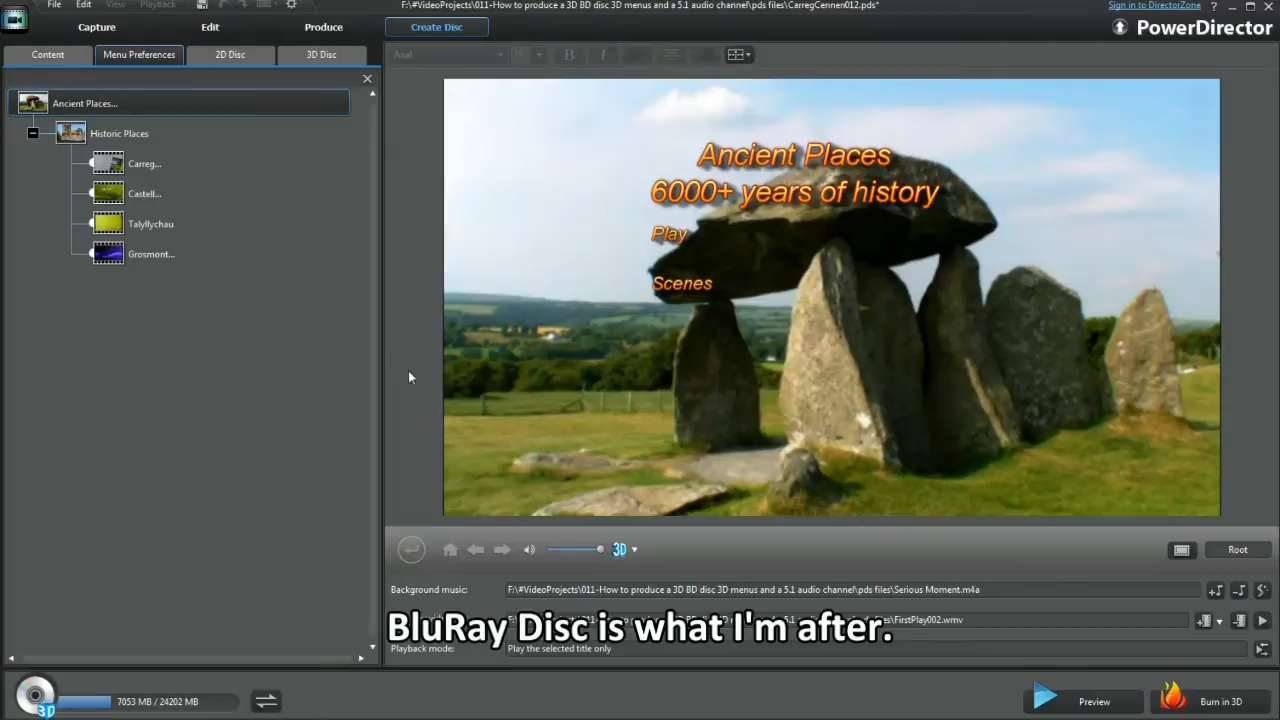 File Edit View Playback
F:\#VideoProjects\011-How to produce a 3D BD disc 3D menus and a 5.1 audio channel\pds files\CarregCennen012.pds*
Sign in to DirectorZone ?
Capture Edit Produce Create Disc PowerDirector
Content Menu Preferences 2D Disc 3D Disc
Arial
Ancient Places...
Historic Places
Carreg...
Castell...
Talyllychau
Grosmont...
Ancient Places
6000+ years of history
Play
Scenes
3D Root
Background music: F:\#VideoProjects\011-How to produce a 3D BD disc 3D menus and a 5.1 audio channel\pds files\Serious Moment.m4a
files\FirstPlay002.wmv
BluRay Disc is what I'm after.
Playback mode: Play the selected title only
3D 7053 MB / 24202 MB Preview Burn in 3D